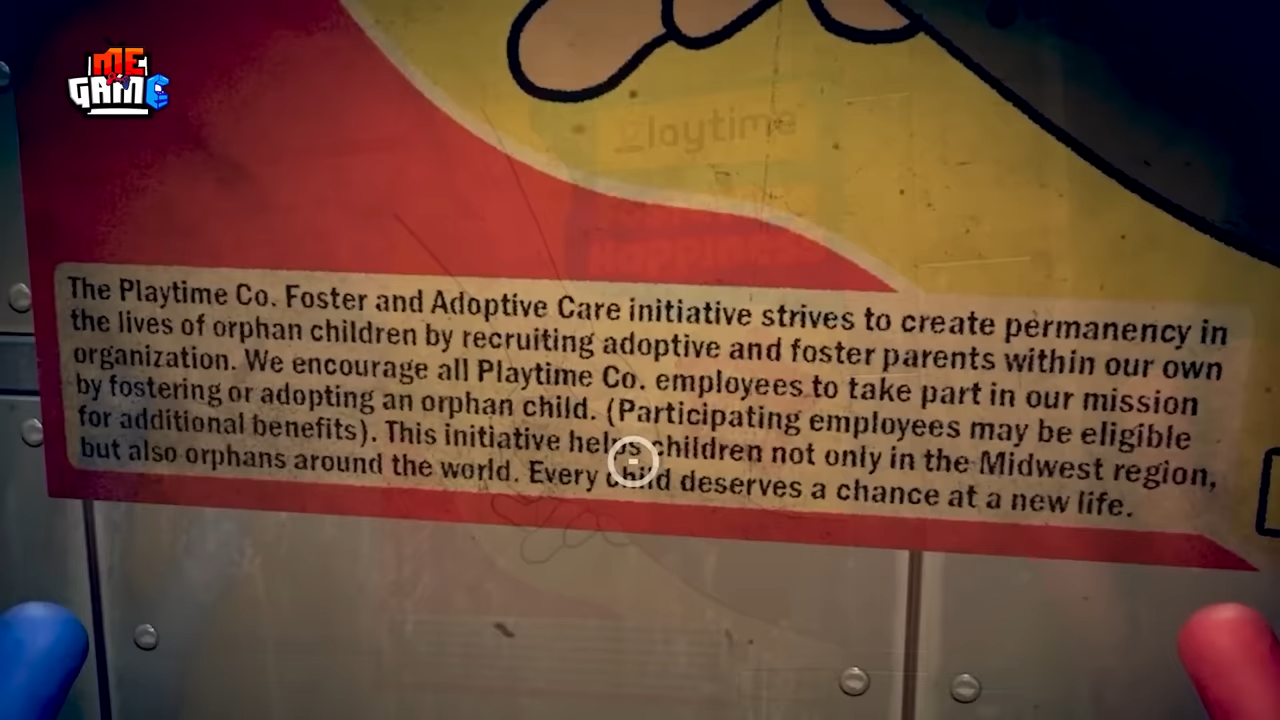 ME
GAME
Playtime
HAPPINESS
The Playtime Co. Foster and Adoptive Care initiative strives to create permanency in
the lives of orphan children by recruiting adoptive and foster parents within our own
organization. We encourage all Playtime Co. employees to take part in our mission
by fostering or adopting an orphan child. (Participating employees may be eligible
for additional benefits). This initiative helps children not only in the Midwest region,
but also orphans around the world. Every child deserves a chance at a new life.